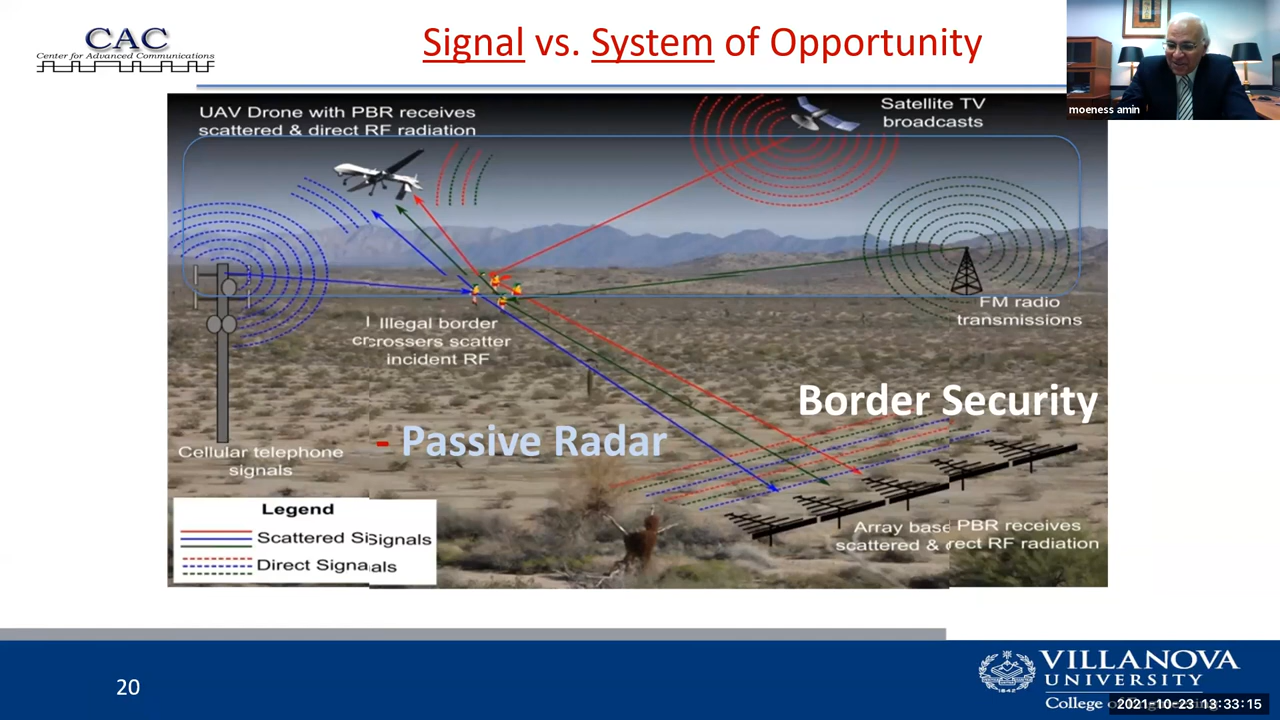 CAC
Center for Advanced Communications
Signal vs. System of Opportunity
moeness amin
UAV Drone with PBR receives
scattered & direct RF radiation
Satellite TV
broadcasts
FM radio
transmissions
Illegal border
crossers scatter
incident RF
Border Security
- Passive Radar
Cellular telephone
signals
Legend
Scattered Signals
Direct Signals
Array base PBR receives
scattered & rect RF radiation
20
VILLANOVA
UNIVERSITY
1842
College of
2021-10-23 13:33:15